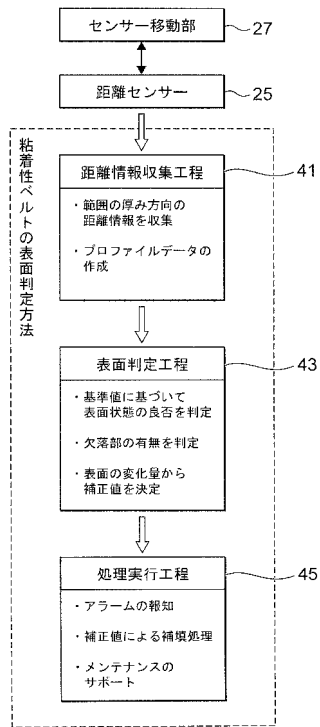 センサー移動部
27
距離センサー
25
粘着性ベルトの表面判定方法
距離情報収集工程
41
・範囲の厚み方向の
距離情報を収集
・プロファイルデータの
作成
表面判定工程
43
・基準値に基づいて
表面状態の良否を判定
・欠落部の有無を判定
・表面の変化量から
補正値を決定
処理実行工程
45
・アラームの報知
・補正値による補填処理
・メンテナンスの
サポート